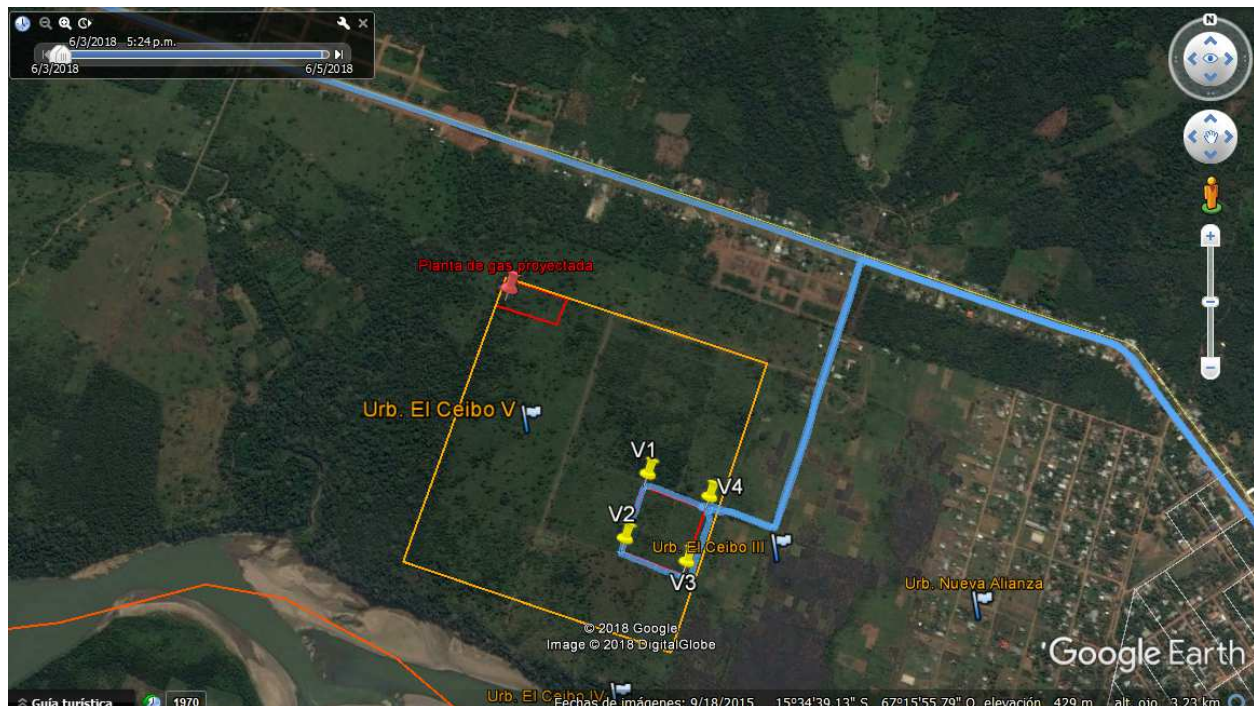 6/3/2018 5:24 p.m.
6/3/2018
6/5/2018
N
Planta de gas proyectada
Urb. El Ceibo V
V1
V4
V2
Urb. El Ceibo III
V3
Urb. Nueva Alianza
© 2018 Google
Image © 2018 DigitalGlobe
Google Earth
Urb. El Ceibo IV
Guía turística
1970
Fechas de imágenes: 9/18/2015 15°34'39.13" S 67°15'55.79" O elevación 429 m alt. ojo 3.23 km